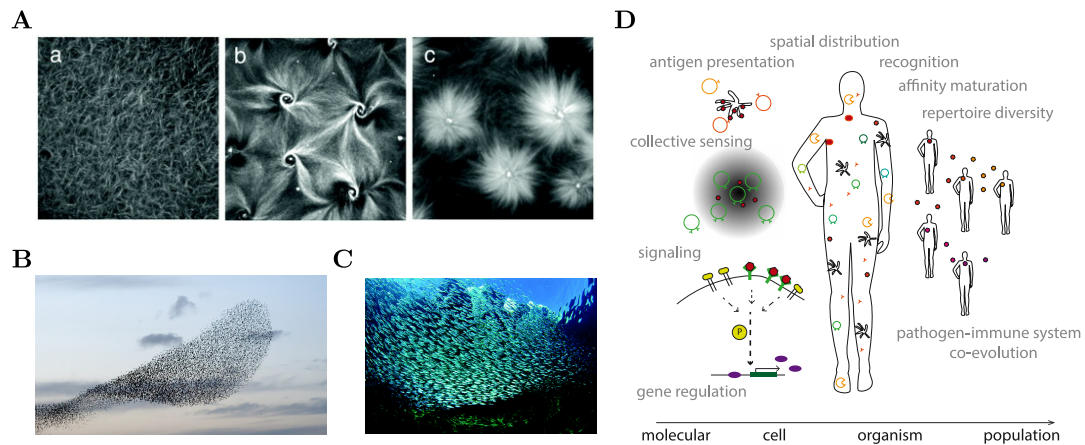 A
a
b
c
B
C
D
spatial distribution
antigen presentation
recognition
affinity maturation
repertoire diversity
collective sensing
signaling
P
gene regulation
pathogen-immune system
co-evolution
molecular cell organism population